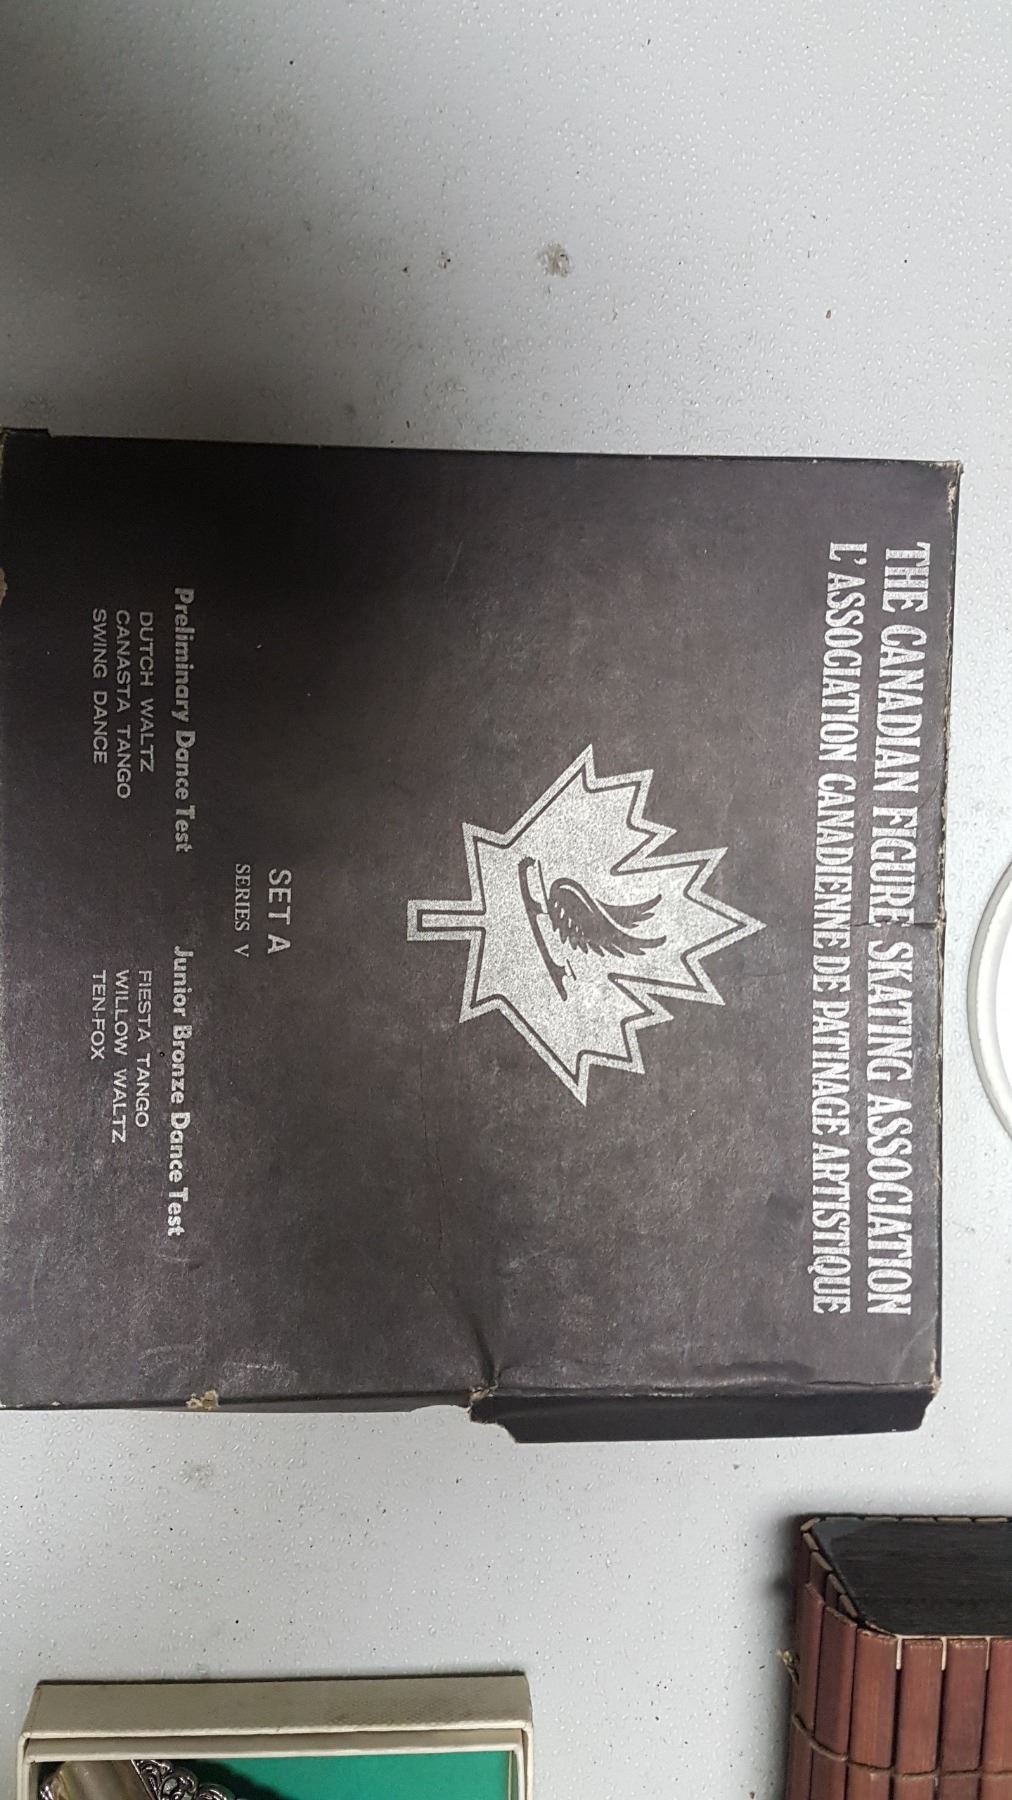 THE CANADIAN FIGURE SKATING ASSOCIATION
L'ASSOCIATION CANADIENNE DE PATINAGE ARTISTIQUE
SET A
SERIES V
Preliminary Dance Test
DUTCH WALTZ
CANASTA TANGO
SWING DANCE
Junior Bronze Dance Test
FIESTA TANGO
WILLOW WALTZ
TEN-FOX